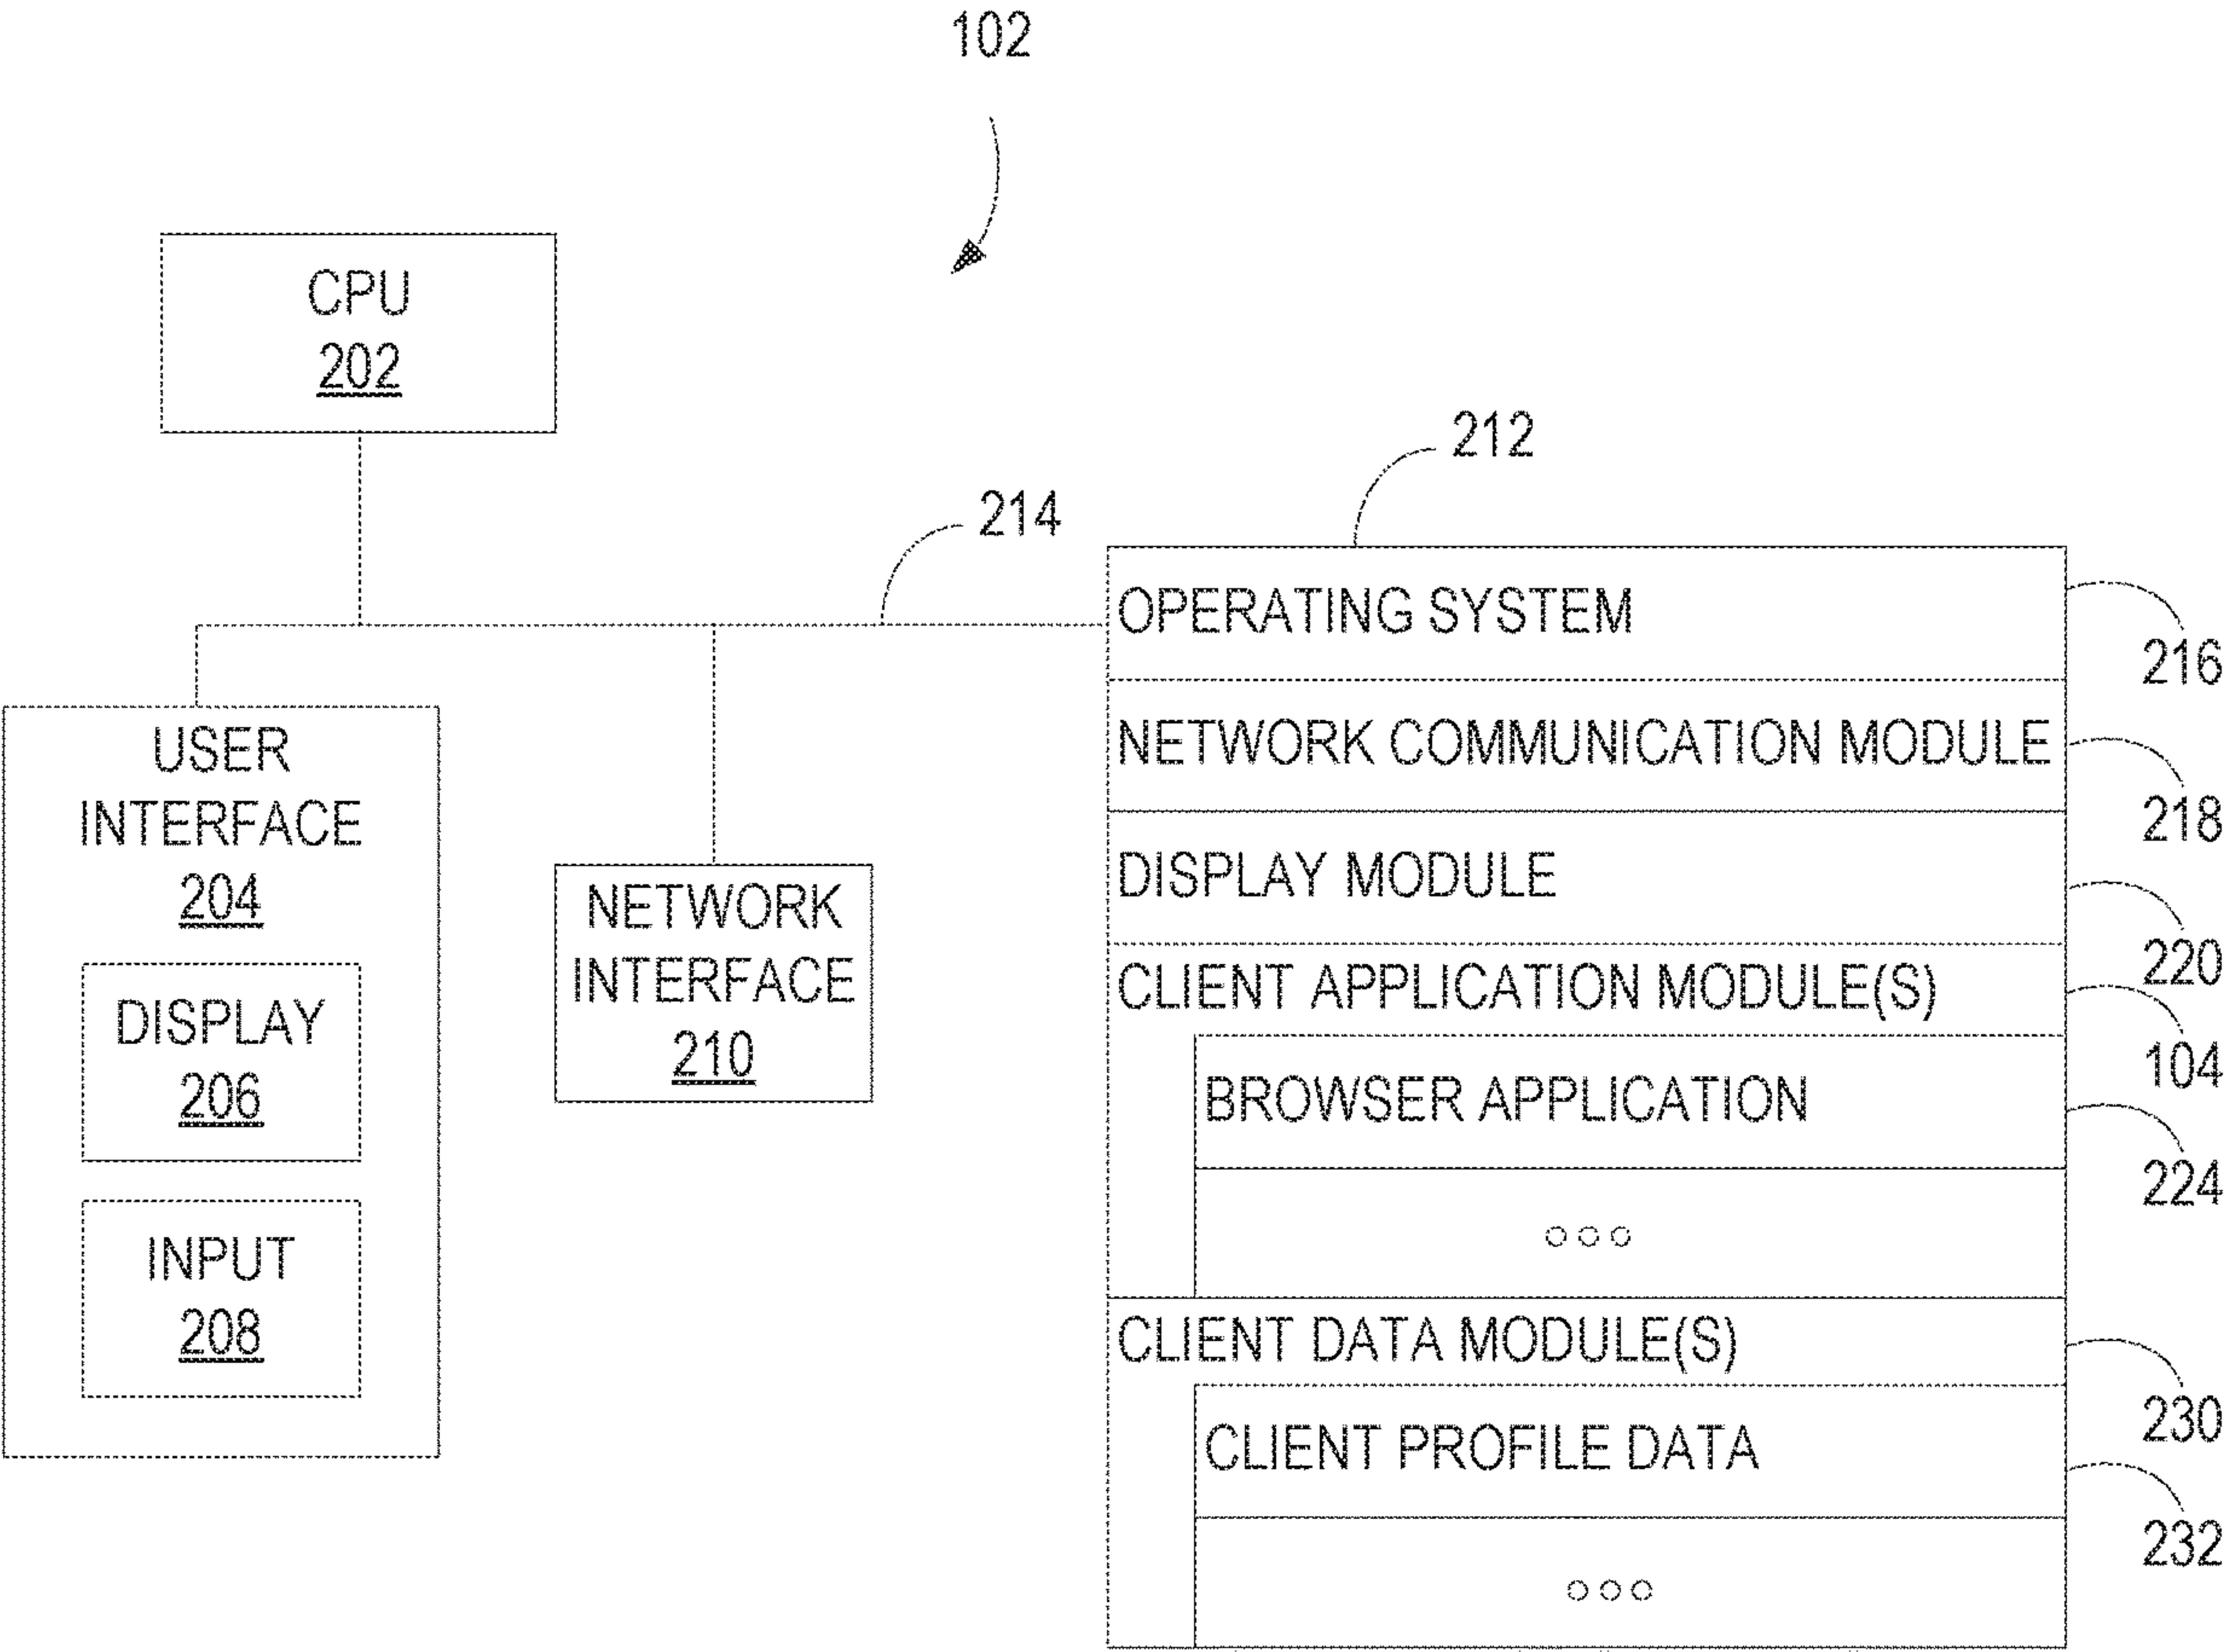 102
CPU
202
212
214
OPERATING SYSTEM
216
NETWORK COMMUNICATION MODULE
218
DISPLAY MODULE
220
CLIENT APPLICATION MODULE(S)
104
BROWSER APPLICATION
224
CLIENT DATA MODULE(S)
230
CLIENT PROFILE DATA
232
USER
INTERFACE
204
DISPLAY
206
INPUT
208
NETWORK
INTERFACE
210